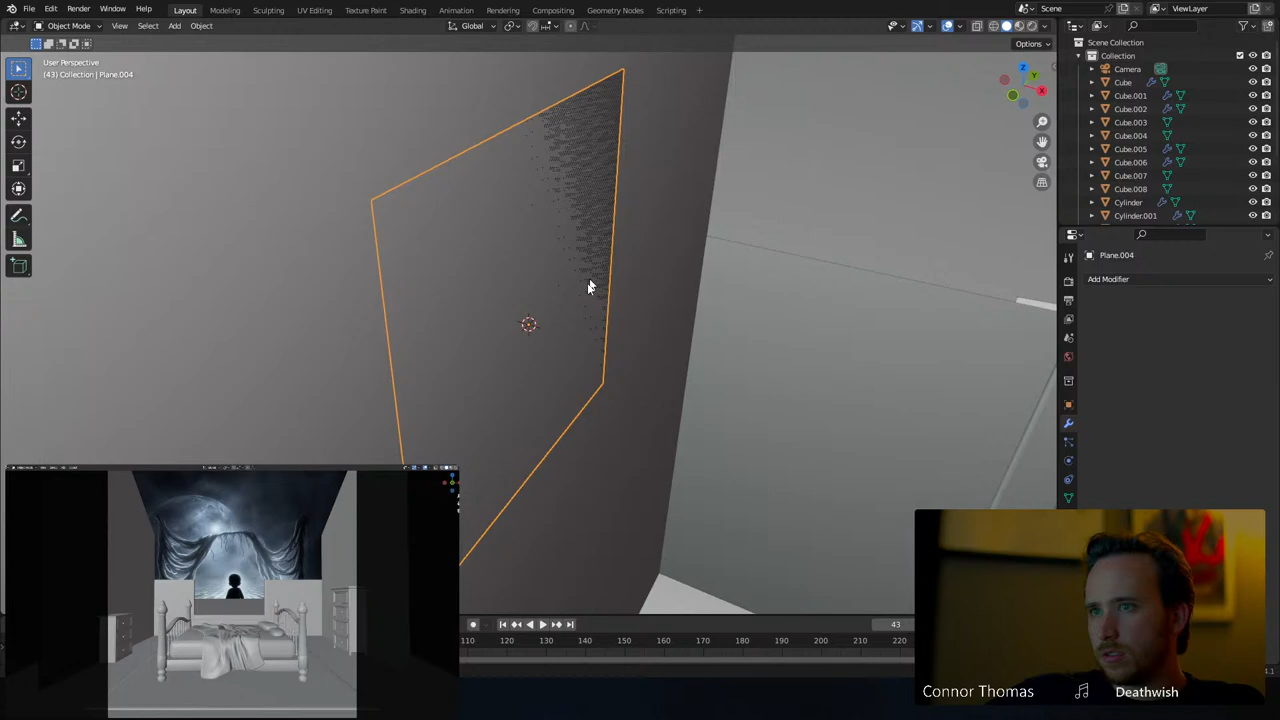 File Edit Render Window Help Layout Modeling Sculpting UV Editing Texture Paint Shading Animation Rendering Compositing Geometry Nodes Scripting Scene ViewLayer
Object Mode View Select Add Object Global
Options
User Perspective
(43) Collection | Plane.004
Z
Y
X
Scene Collection
Collection
Camera
Cube
Cube.001
Cube.002
Cube.003
Cube.004
Cube.005
Cube.006
Cube.007
Cube.008
Cylinder
Cylinder.001
Plane.004
Add Modifier
43
110 120 130 140 150 160 170 180 190 200 210 220
Connor Thomas Deathwish